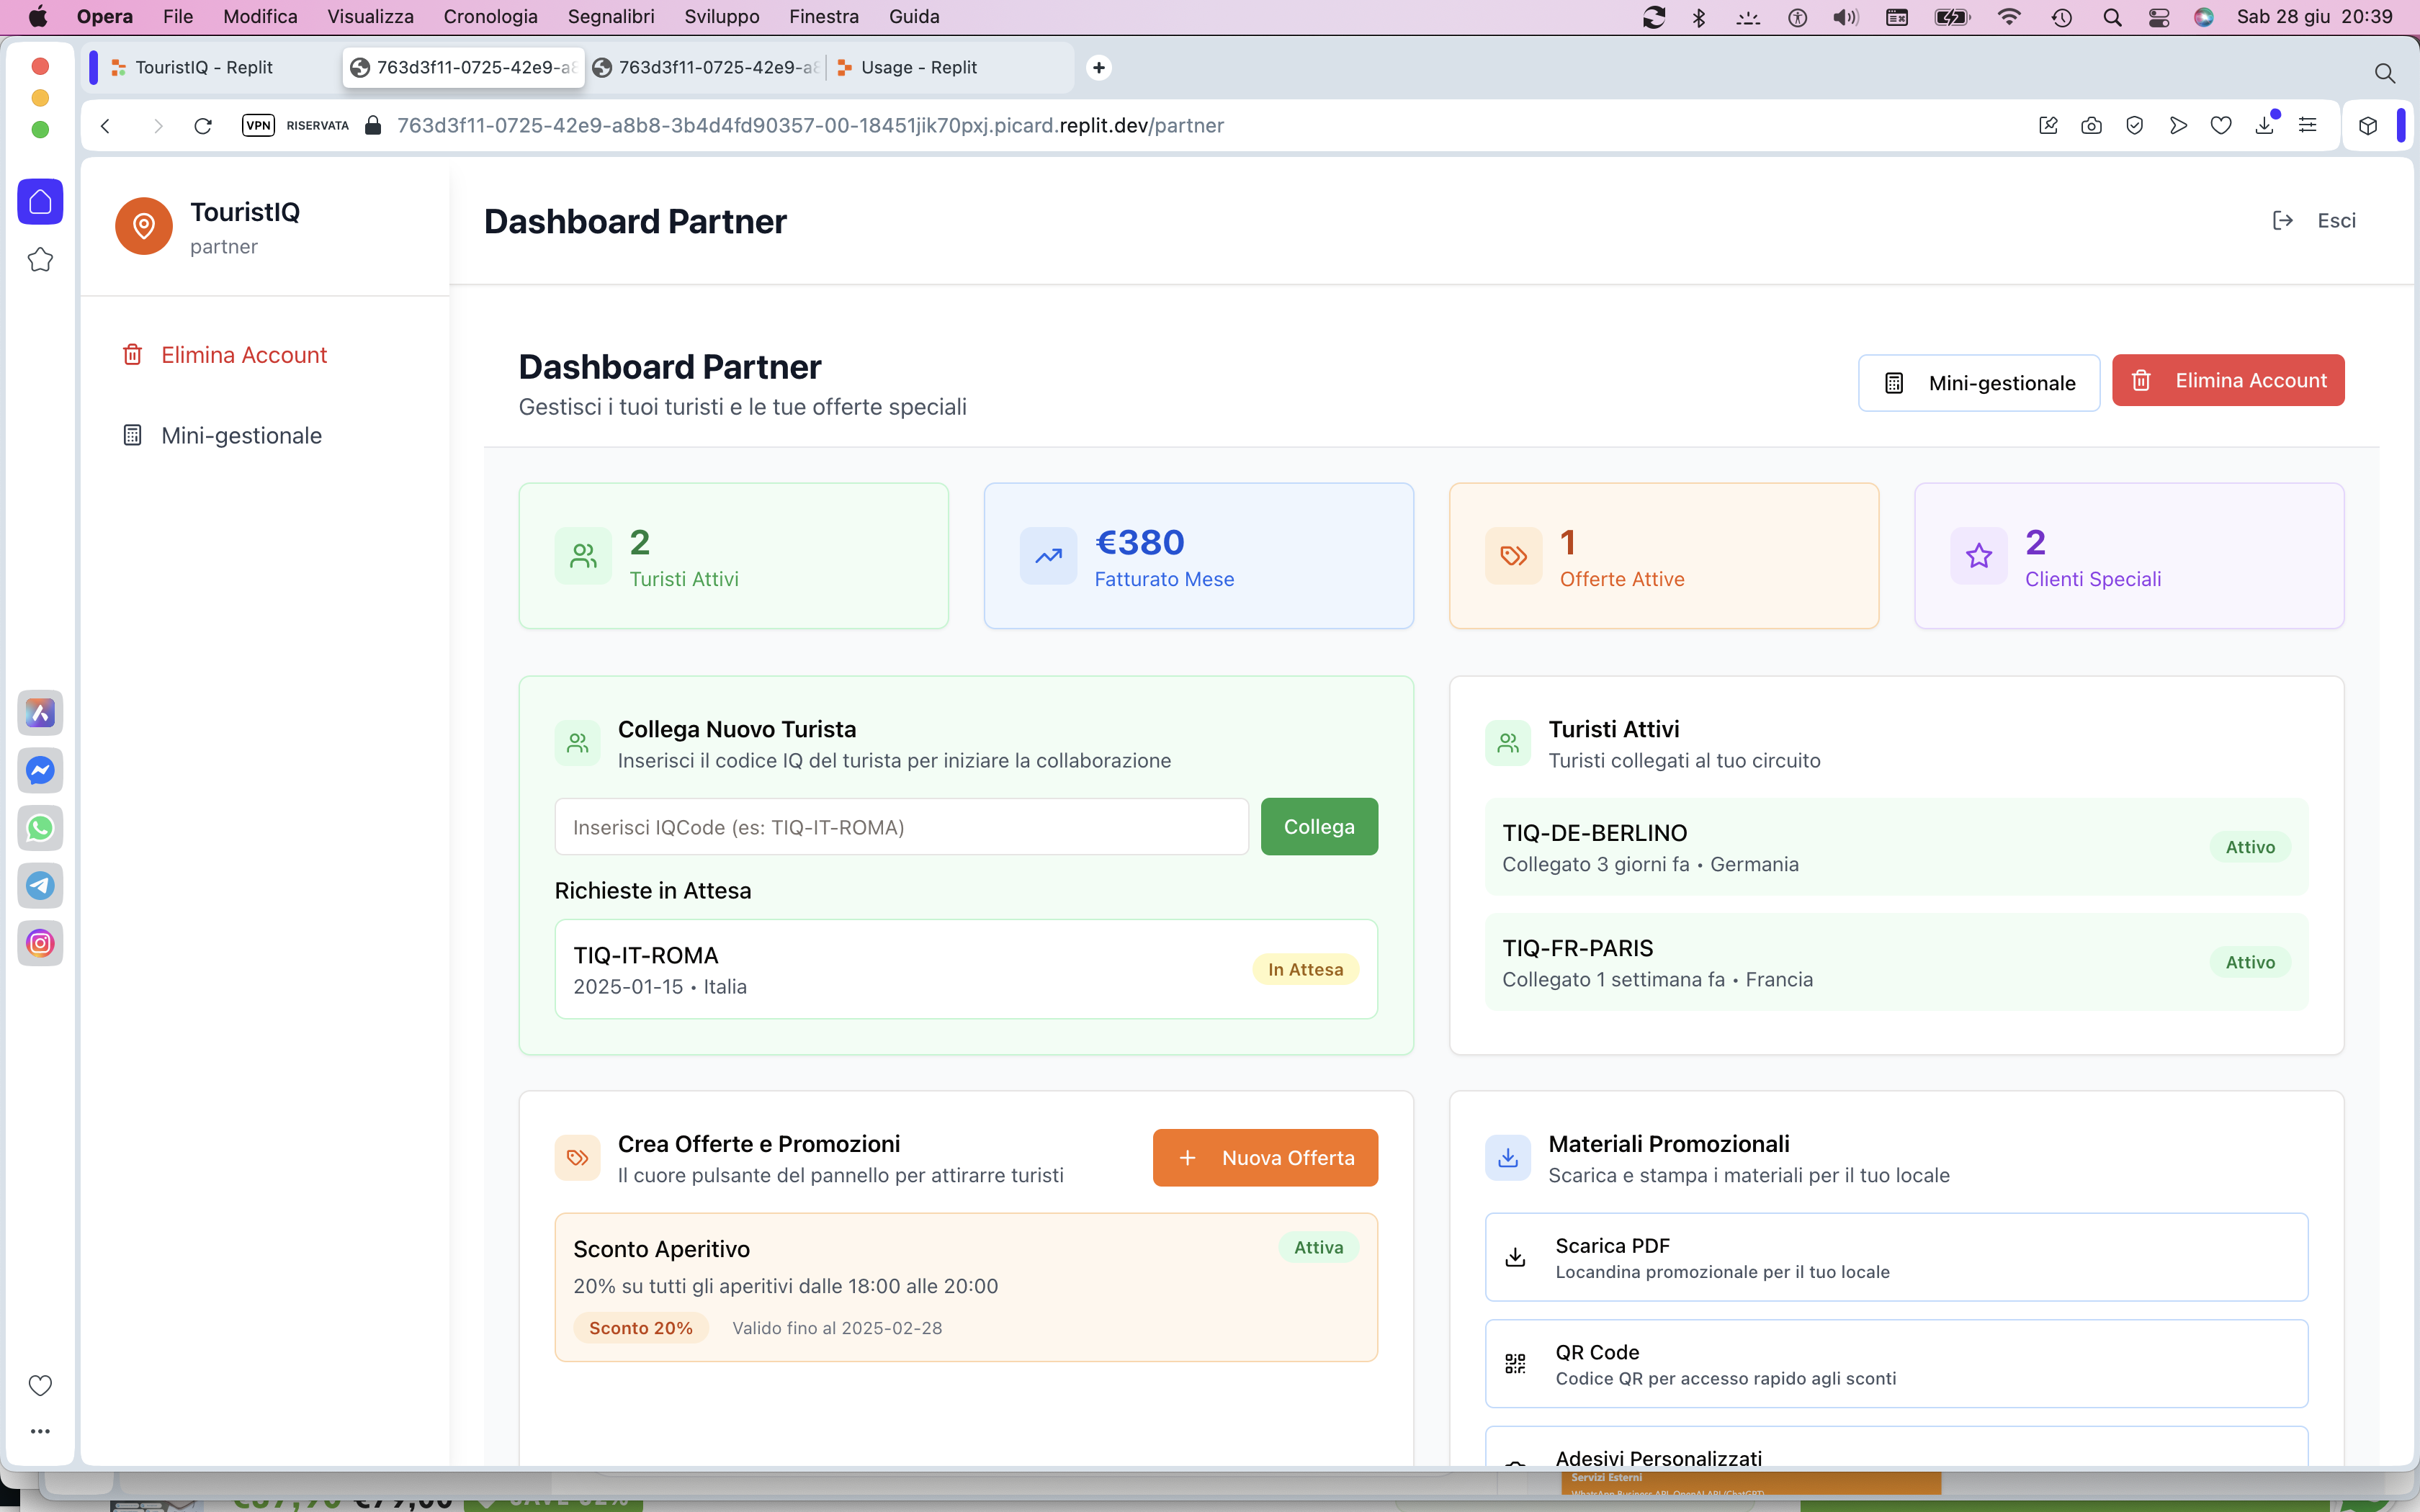 Opera File Modifica Visualizza Cronologia Segnalibri Sviluppo Finestra Guida Sab 28 giu 20:39
TouristIQ - Replit 763d3f11-0725-42e9-a8 763d3f11-0725-42e9-a8 Usage - Replit
VPN RISERVATA 763d3f11-0725-42e9-a8b8-3b4d4fd90357-00-18451jik70pxj.picard.replit.dev/partner
TouristIQ
partner
Elimina Account
Mini-gestionale
Dashboard Partner
Esci
Dashboard Partner
Gestisci i tuoi turisti e le tue offerte speciali
Mini-gestionale
Elimina Account
2
Turisti Attivi
€380
Fatturato Mese
1
Offerte Attive
2
Clienti Speciali
Collega Nuovo Turista
Inserisci il codice IQ del turista per iniziare la collaborazione
Inserisci IQCode (es: TIQ-IT-ROMA)
Collega
Richieste in Attesa
TIQ-IT-ROMA
2025-01-15 • Italia
In Attesa
Turisti Attivi
Turisti collegati al tuo circuito
TIQ-DE-BERLINO
Collegato 3 giorni fa • Germania
Attivo
TIQ-FR-PARIS
Collegato 1 settimana fa • Francia
Attivo
Crea Offerte e Promozioni
Il cuore pulsante del pannello per attirarre turisti
Nuova Offerta
Sconto Aperitivo
Attiva
20% su tutti gli aperitivi dalle 18:00 alle 20:00
Sconto 20%
Valido fino al 2025-02-28
Materiali Promozionali
Scarica e stampa i materiali per il tuo locale
Scarica PDF
Locandina promozionale per il tuo locale
QR Code
Codice QR per accesso rapido agli sconti
Adesivi Personalizzati
Servizi Esterni